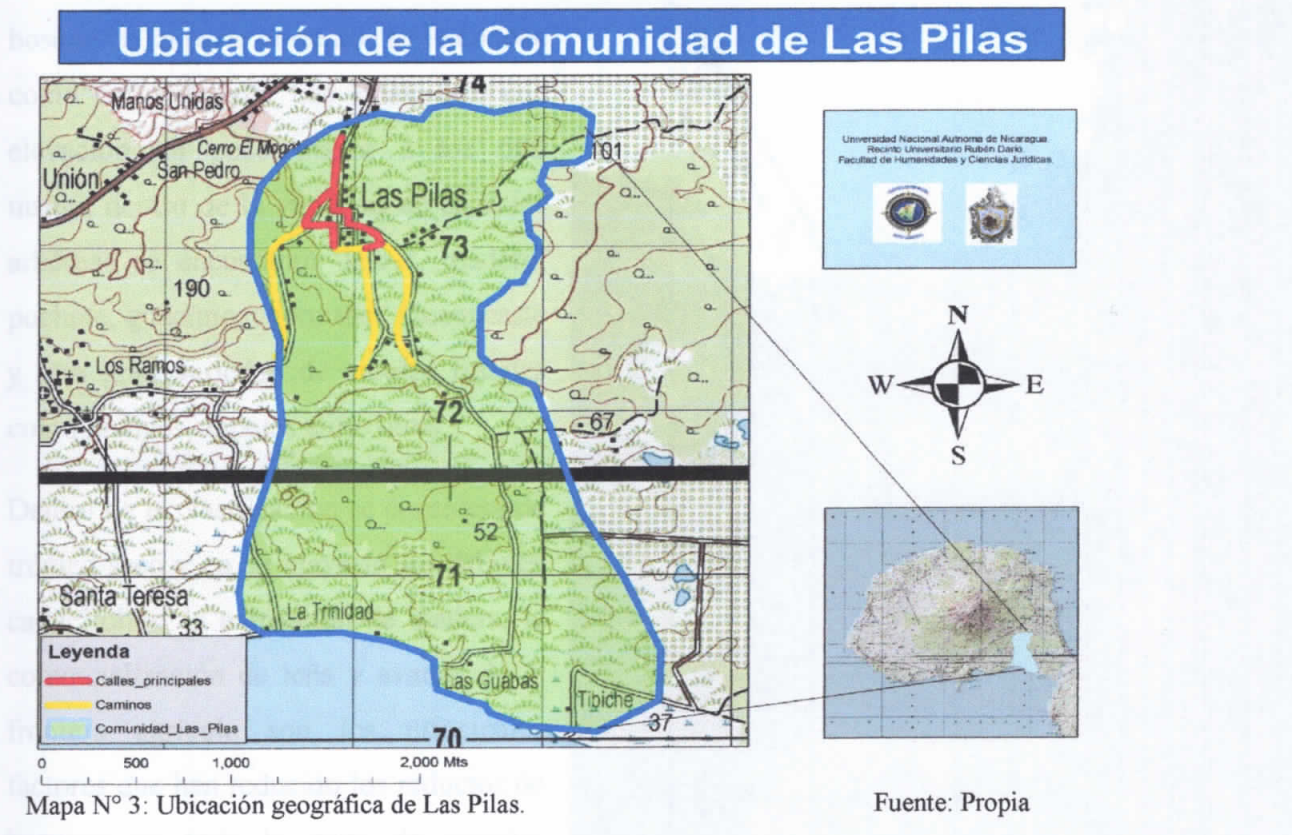 Ubicación de la Comunidad de Las Pilas
74
Manos Unidas
Cerro El Mogote
101
Unión
San Pedro
Las Pilas
73
190
Los Ramos
72
67
60
52
71
Santa Teresa
La Trinidad
33
Las Guabas
Tibiche
37
70
Leyenda
Calles_principales
Caminos
Comunidad_Las_Pilas
0 500 1,000 2,000 Mts
Universidad Nacional Autonoma de Nicaragua.
Recinto Universitario Rubén Darío.
Facultad de Humanidades y Ciencias Jurídicas.
N
W E
S
Mapa N° 3: Ubicación geográfica de Las Pilas.
Fuente: Propia